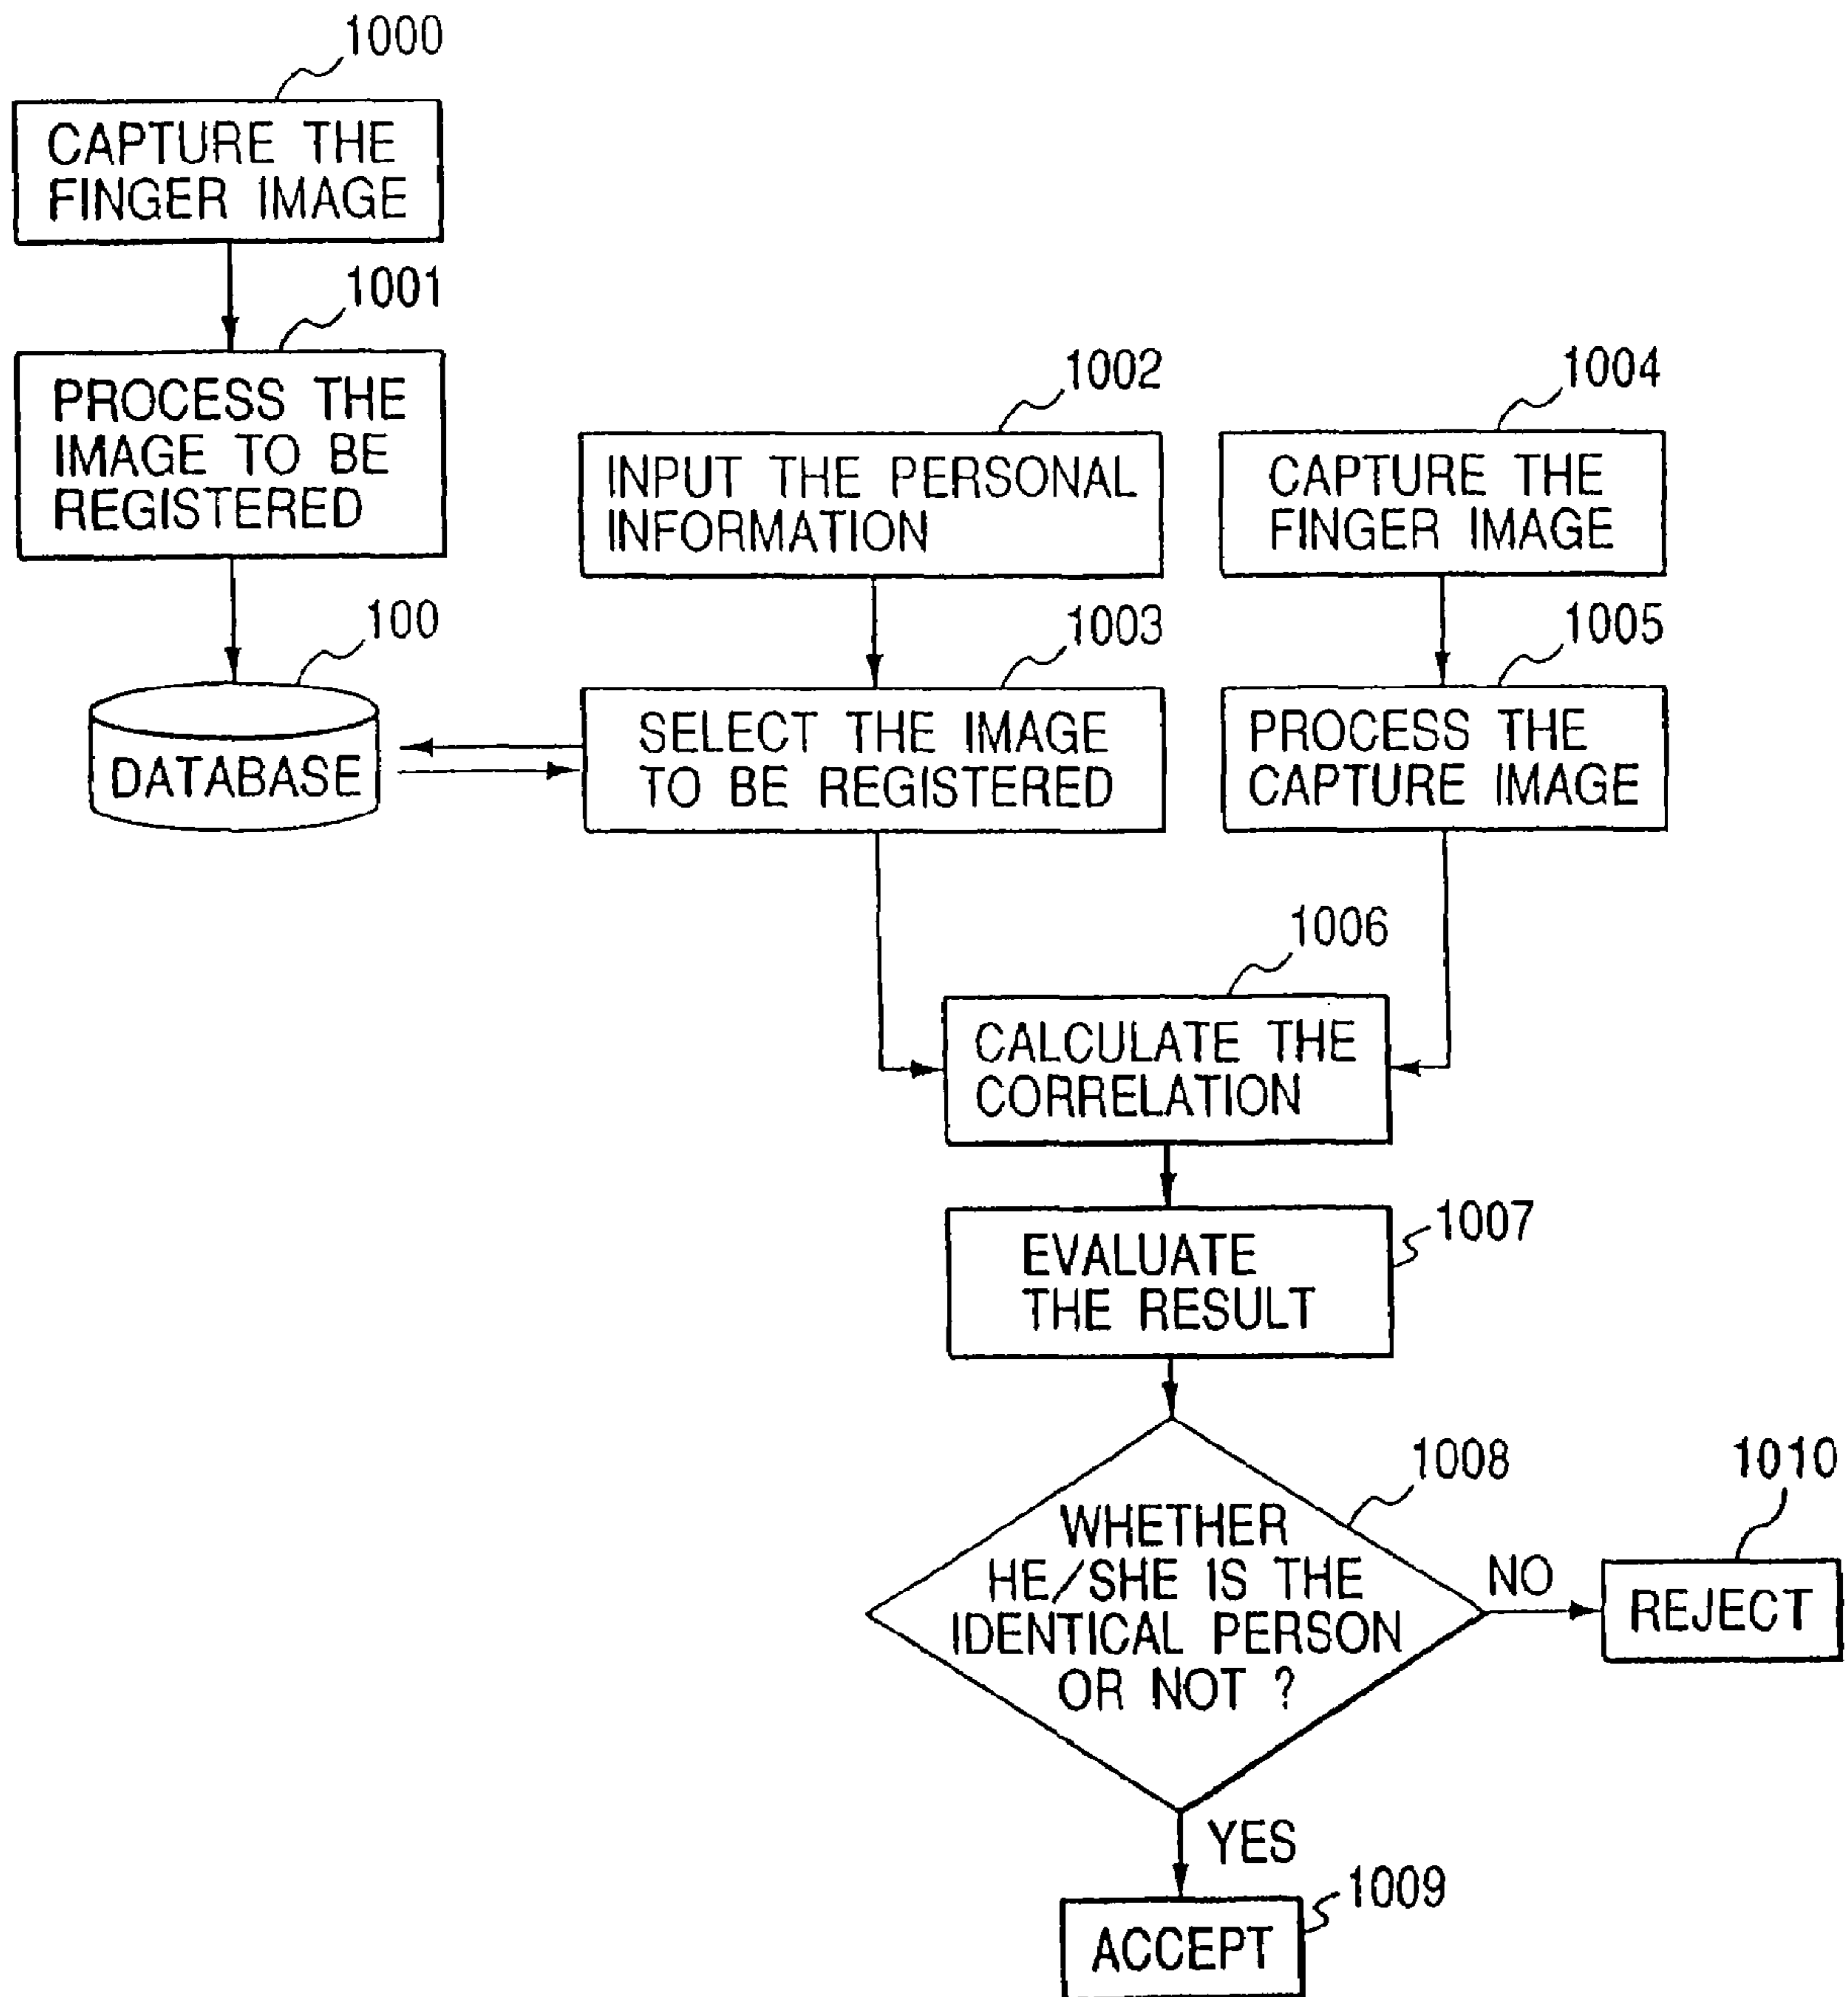 1000
CAPTURE THE
FINGER IMAGE
1001
PROCESS THE
IMAGE TO BE
REGISTERED
100
DATABASE
1002
INPUT THE PERSONAL
INFORMATION
1003
SELECT THE IMAGE
TO BE REGISTERED
1004
CAPTURE THE
FINGER IMAGE
1005
PROCESS THE
CAPTURE IMAGE
1006
CALCULATE THE
CORRELATION
1007
EVALUATE
THE RESULT
1008
WHETHER
HE/SHE IS THE
IDENTICAL PERSON
OR NOT ?
NO
1010
REJECT
YES
1009
ACCEPT